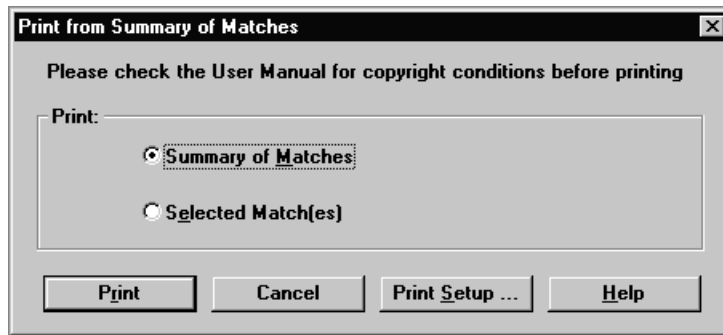 Print from Summary of Matches
Please check the User Manual for copyright conditions before printing
Print:
Summary of Matches
Selected Match(es)
Print Cancel Print Setup ... Help